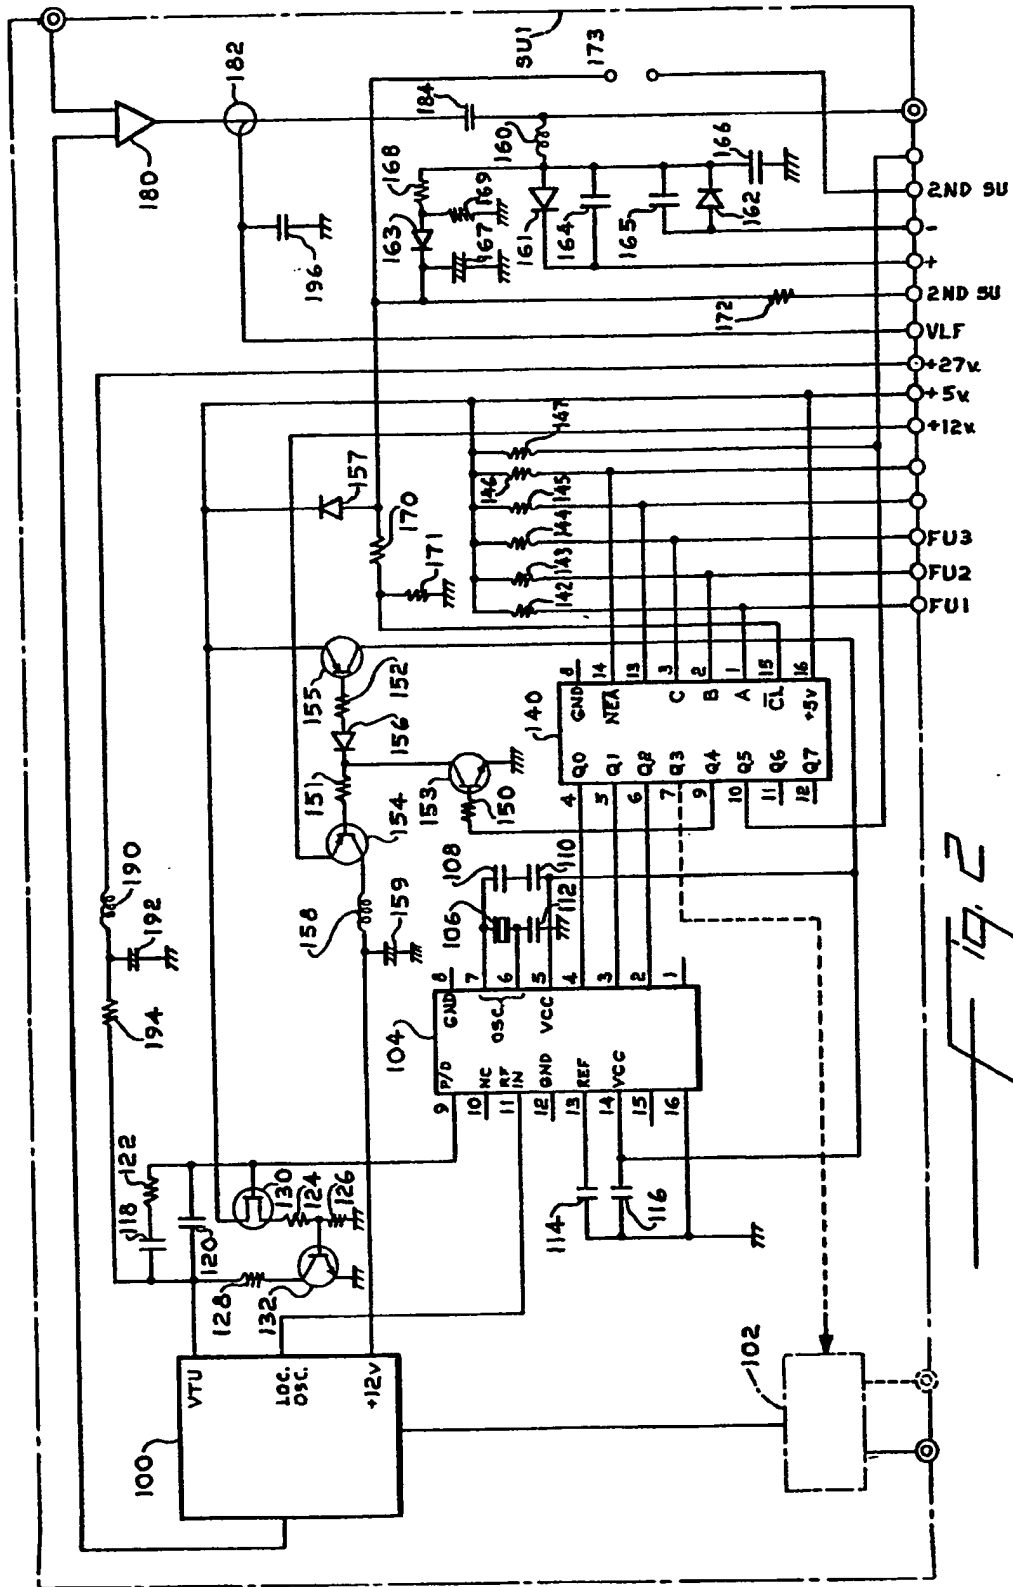 SU1
182
180
184
173
168
160
166
169
163
161
164
165
162
167
196
172
2ND SU
-
+
2ND SU
VLF
+27v.
+5v.
+12v.
FU3
FU2
FU1
147
146
145
144
143
142
157
170
171
155
152
156
151
154
153
150
158
159
190
192
194
140
GND 8
NEA 14
13
C 3
B 2
A 1
CL 15
+5V 16
4 Q0
5 Q1
6 Q2
7 Q3
9 Q4
10 Q5
11 Q6
12 Q7
108
110
106
112
104
GND 8
7
OSC.
6
VCC 5
4
3
2
1
9 P/D
10 NC
11 RF IN
12 GND
13 REF
14 VCC
15
16
114
116
118
122
120
130
124
126
128
132
100
VTU
LOC. OSC.
+12V
102
Fig. 2